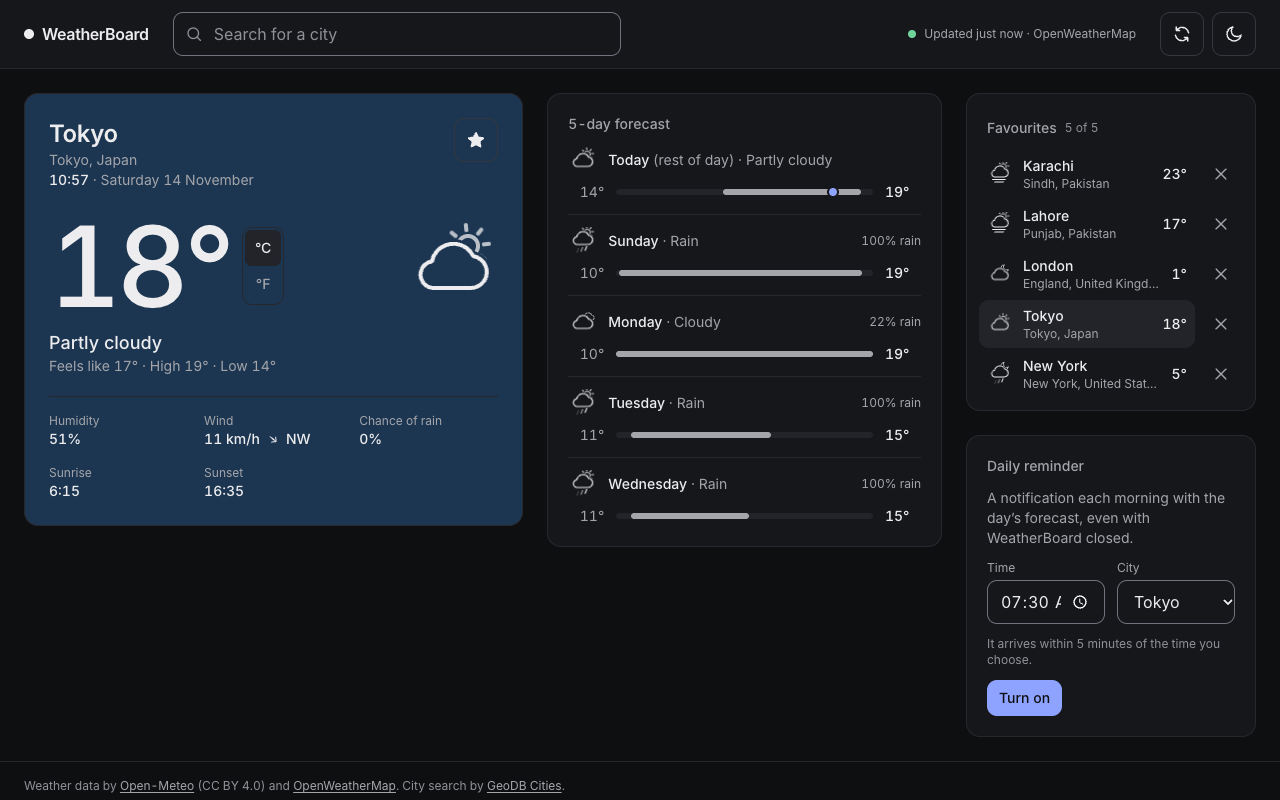 WeatherBoard
Search for a city
Updated just now · OpenWeatherMap
Tokyo
Tokyo, Japan
10:57 · Saturday 14 November
18°
°C
°F
Partly cloudy
Feels like 17° · High 19° · Low 14°
Humidity
51%
Wind
11 km/h ↘ NW
Chance of rain
0%
Sunrise
6:15
Sunset
16:35
5-day forecast
Today (rest of day) · Partly cloudy
14° 19°
Sunday · Rain 100% rain
10° 19°
Monday · Cloudy 22% rain
10° 19°
Tuesday · Rain 100% rain
11° 15°
Wednesday · Rain 100% rain
11° 15°
Favourites 5 of 5
Karachi
Sindh, Pakistan
23°
Lahore
Punjab, Pakistan
17°
London
England, United Kingd…
1°
Tokyo
Tokyo, Japan
18°
New York
New York, United Stat…
5°
Daily reminder
A notification each morning with the
day’s forecast, even with
WeatherBoard closed.
Time
07:30
City
Tokyo
It arrives within 5 minutes of the time you
choose.
Turn on
Weather data by Open-Meteo (CC BY 4.0) and OpenWeatherMap. City search by GeoDB Cities.